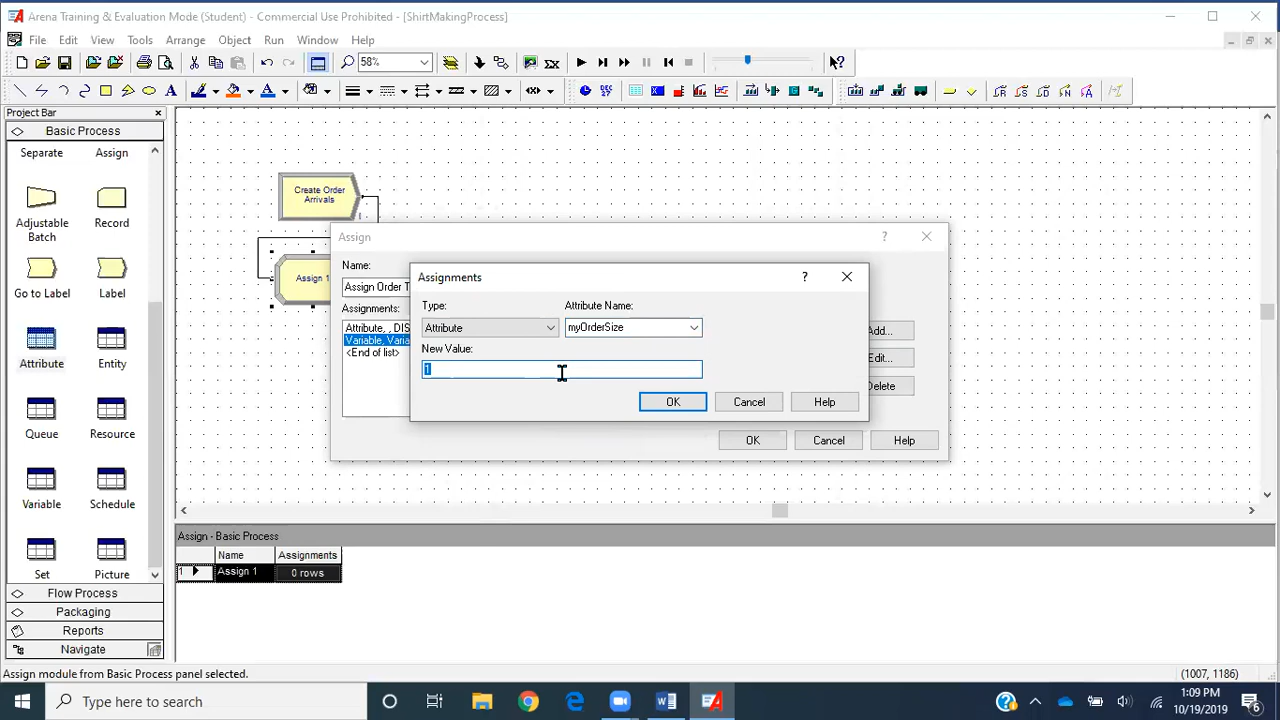 Arena Training & Evaluation Mode (Student) - Commercial Use Prohibited - [ShirtMakingProcess]
File Edit View Tools Arrange Object Run Window Help
58%
Project Bar
Basic Process
Separate Assign
Create Order
Arrivals
Adjustable
Batch
Record
Assign
Name:
Assign 1
Assignments
Go to Label Label
Assign Order T
Type: Attribute Name:
Assignments:
Attribute, , DIS
Attribute myOrderSize
Add...
Variable, Varia
New Value:
<End of list>
Edit...
Attribute Entity
1
Delete
OK Cancel Help
Queue Resource
OK Cancel Help
Variable Schedule
Assign - Basic Process
Name Assignments
1 Assign 1 0 rows
Set Picture
Flow Process
Packaging
Reports
Navigate
Assign module from Basic Process panel selected.
(1007, 1186)
Type here to search
1:09 PM
10/19/2019
6